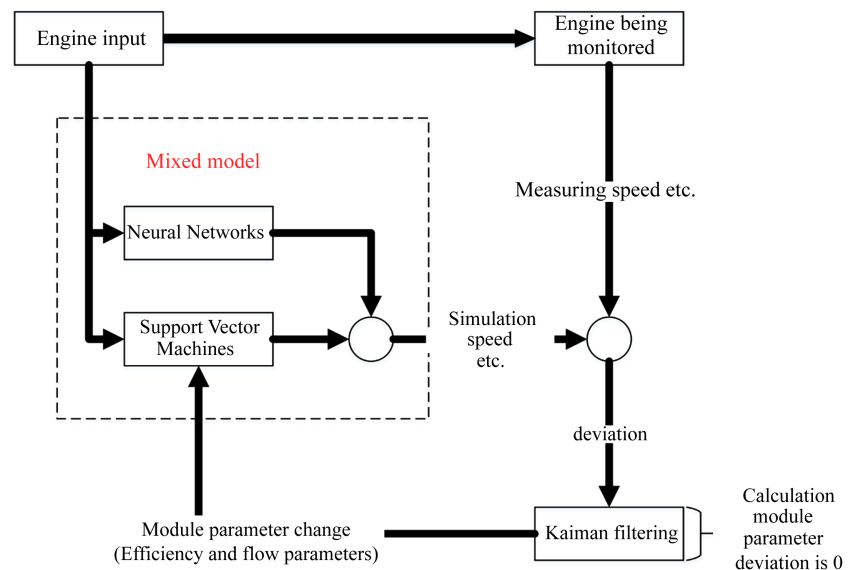 Engine input
Engine being
monitored
Mixed model
Measuring speed etc.
Neural Networks
Support Vector
Machines
Simulation
speed
etc.
deviation
Kaiman filtering
Calculation
module
parameter
deviation is 0
Module parameter change
(Efficiency and flow parameters)